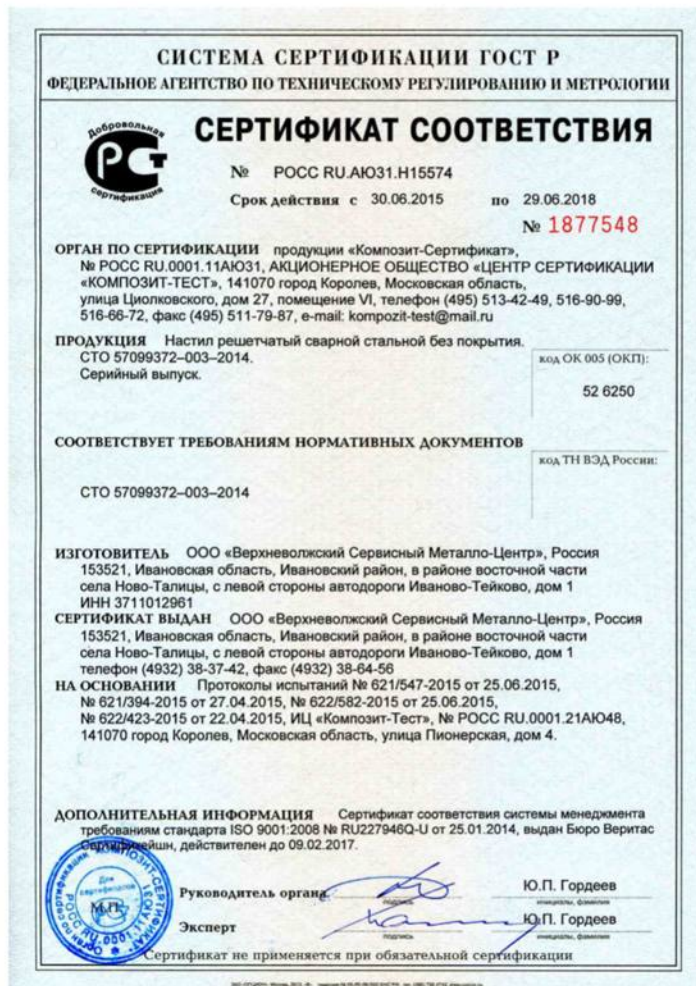 СИСТЕМА СЕРТИФИКАЦИИ ГОСТ Р
ФЕДЕРАЛЬНОЕ АГЕНТСТВО ПО ТЕХНИЧЕСКОМУ РЕГУЛИРОВАНИЮ И МЕТРОЛОГИИ
Добровольная
сертификация
СЕРТИФИКАТ СООТВЕТСТВИЯ
№ РОСС RU.АЮ31.Н15574
Срок действия с 30.06.2015 по 29.06.2018
№ 1877548
ОРГАН ПО СЕРТИФИКАЦИИ продукции «Композит-Сертификат»,
№ РОСС RU.0001.11АЮ31, АКЦИОНЕРНОЕ ОБЩЕСТВО «ЦЕНТР СЕРТИФИКАЦИИ
«КОМПОЗИТ-ТЕСТ», 141070 город Королев, Московская область,
улица Циолковского, дом 27, помещение VI, телефон (495) 513-42-49, 516-90-99,
516-66-72, факс (495) 511-79-87, e-mail: kompozit-test@mail.ru
ПРОДУКЦИЯ Настил решетчатый сварной стальной без покрытия.
СТО 57099372–003–2014.
Серийный выпуск.
код ОК 005 (ОКП):
52 6250
СООТВЕТСТВУЕТ ТРЕБОВАНИЯМ НОРМАТИВНЫХ ДОКУМЕНТОВ
код ТН ВЭД России:
СТО 57099372–003–2014
ИЗГОТОВИТЕЛЬ ООО «Верхневолжский Сервисный Металло-Центр», Россия
153521, Ивановская область, Ивановский район, в районе восточной части
села Ново-Талицы, с левой стороны автодороги Иваново-Тейково, дом 1
ИНН 3711012961
СЕРТИФИКАТ ВЫДАН ООО «Верхневолжский Сервисный Металло-Центр», Россия
153521, Ивановская область, Ивановский район, в районе восточной части
села Ново-Талицы, с левой стороны автодороги Иваново-Тейково, дом 1
телефон (4932) 38-37-42, факс (4932) 38-64-56
НА ОСНОВАНИИ Протоколы испытаний № 621/547-2015 от 25.06.2015,
№ 621/394-2015 от 27.04.2015, № 622/582-2015 от 25.06.2015,
№ 622/423-2015 от 22.04.2015, ИЦ «Композит-Тест», № РОСС RU.0001.21АЮ48,
141070 город Королев, Московская область, улица Пионерская, дом 4.
ДОПОЛНИТЕЛЬНАЯ ИНФОРМАЦИЯ Сертификат соответствия системы менеджмента
требованиям стандарта ISO 9001:2008 № RU227946Q-U от 25.01.2014, выдан Бюро Веритас
Сертификейшн, действителен до 09.02.2017.
Для
сертификатов
М.П.
Руководитель органа
подпись
Ю.П. Гордеев
инициалы, фамилия
Эксперт
подпись
Ю.П. Гордеев
инициалы, фамилия
Сертификат не применяется при обязательной сертификации